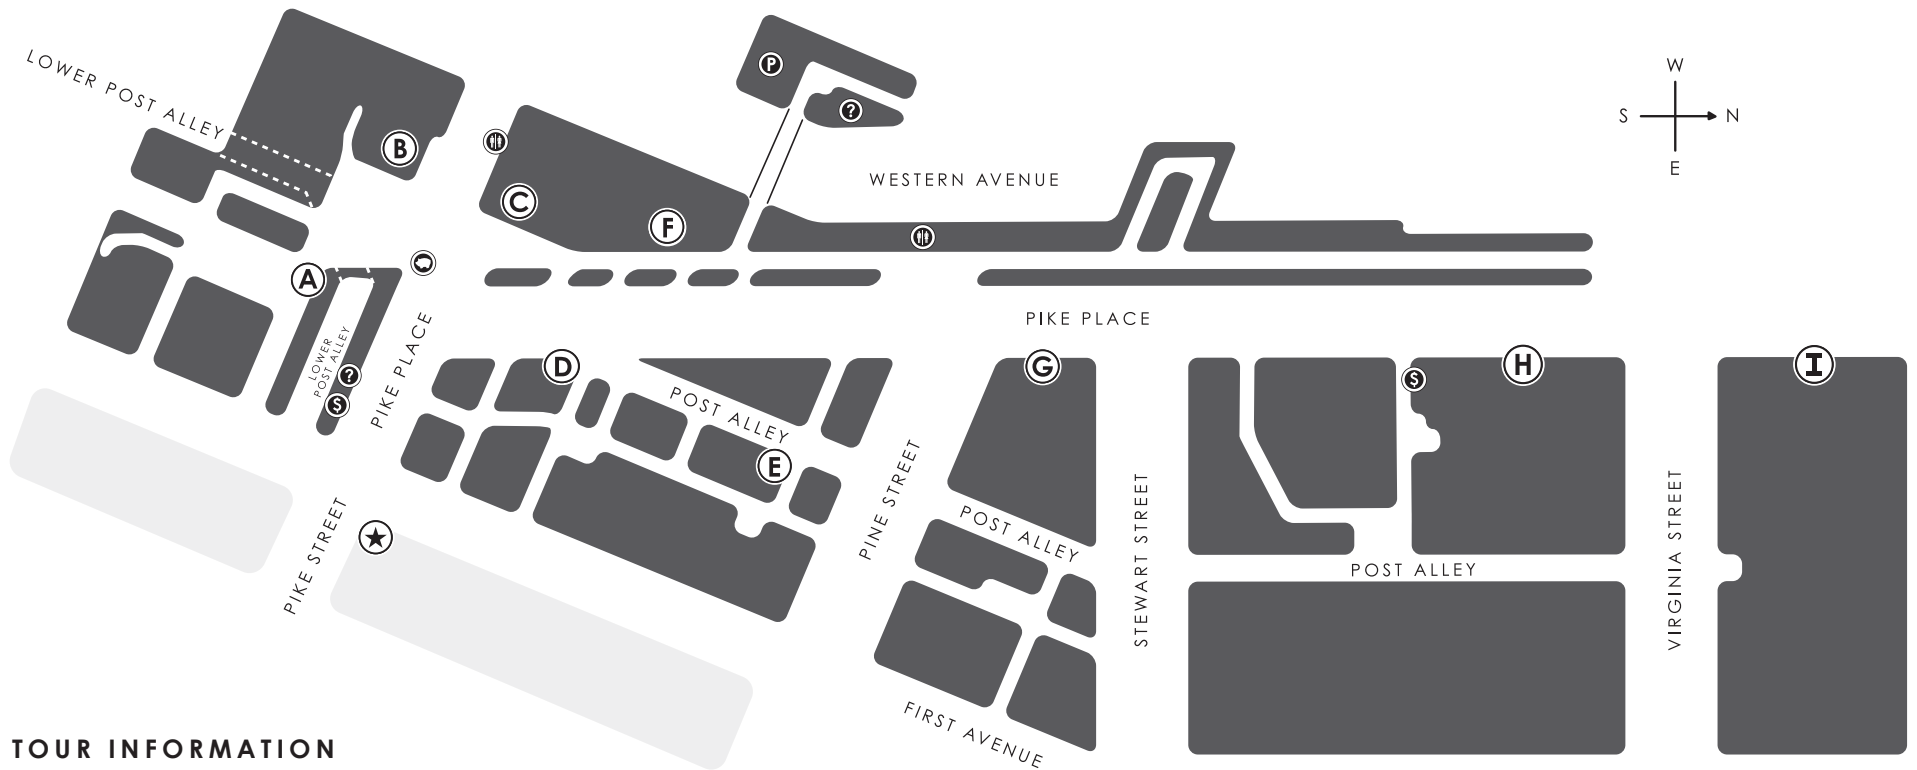 LOWER POST ALLEY
P
?
W
S N
E
B
C
F
WESTERN AVENUE
A
PIKE PLACE
LOWER
POST ALLEY
?
$
PIKE PLACE
D
G
$
H
I
POST ALLEY
E
PINE STREET
POST ALLEY
STEWART STREET
POST ALLEY
VIRGINIA STREET
PIKE STREET
FIRST AVENUE
TOUR INFORMATION